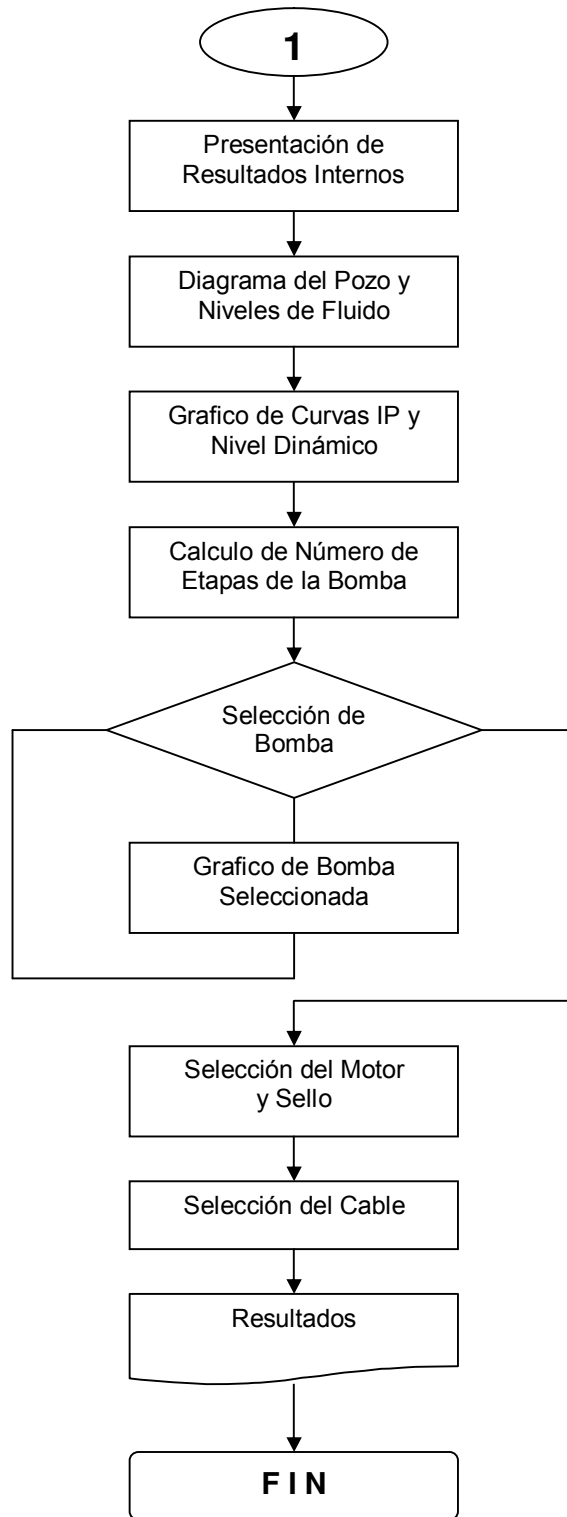 1
Presentación de
Resultados Internos
Diagrama del Pozo y
Niveles de Fluido
Grafico de Curvas IP y
Nivel Dinámico
Calculo de Número de
Etapas de la Bomba
Selección de
Bomba
Grafico de Bomba
Seleccionada
Selección del Motor
y Sello
Selección del Cable
Resultados
F I N